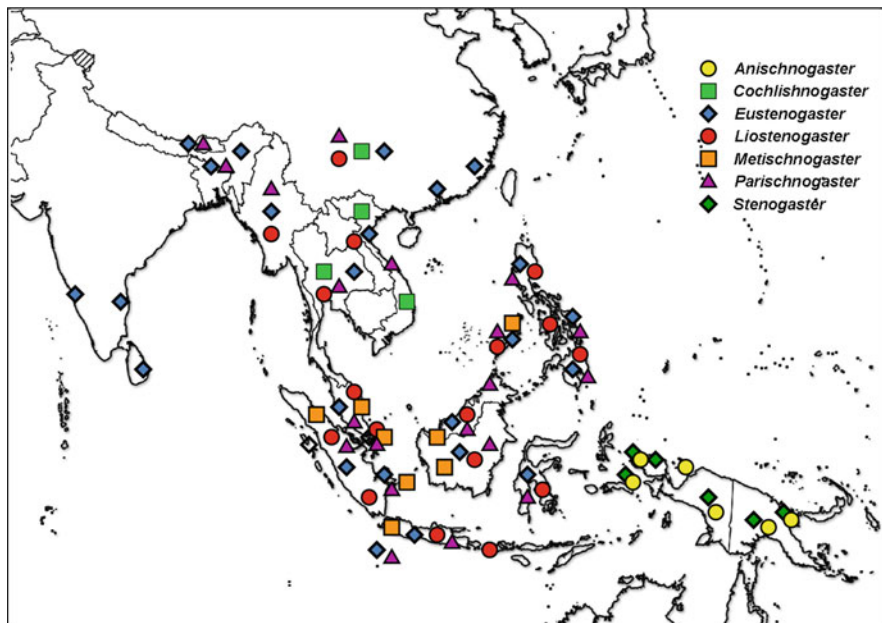 Anischnogaster
Cochlishnogaster
Eustenogaster
Liostenogaster
Metischnogaster
Parischnogaster
Stenogaster